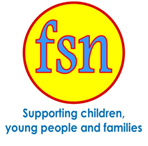 fsn
Supporting children,
young people and families